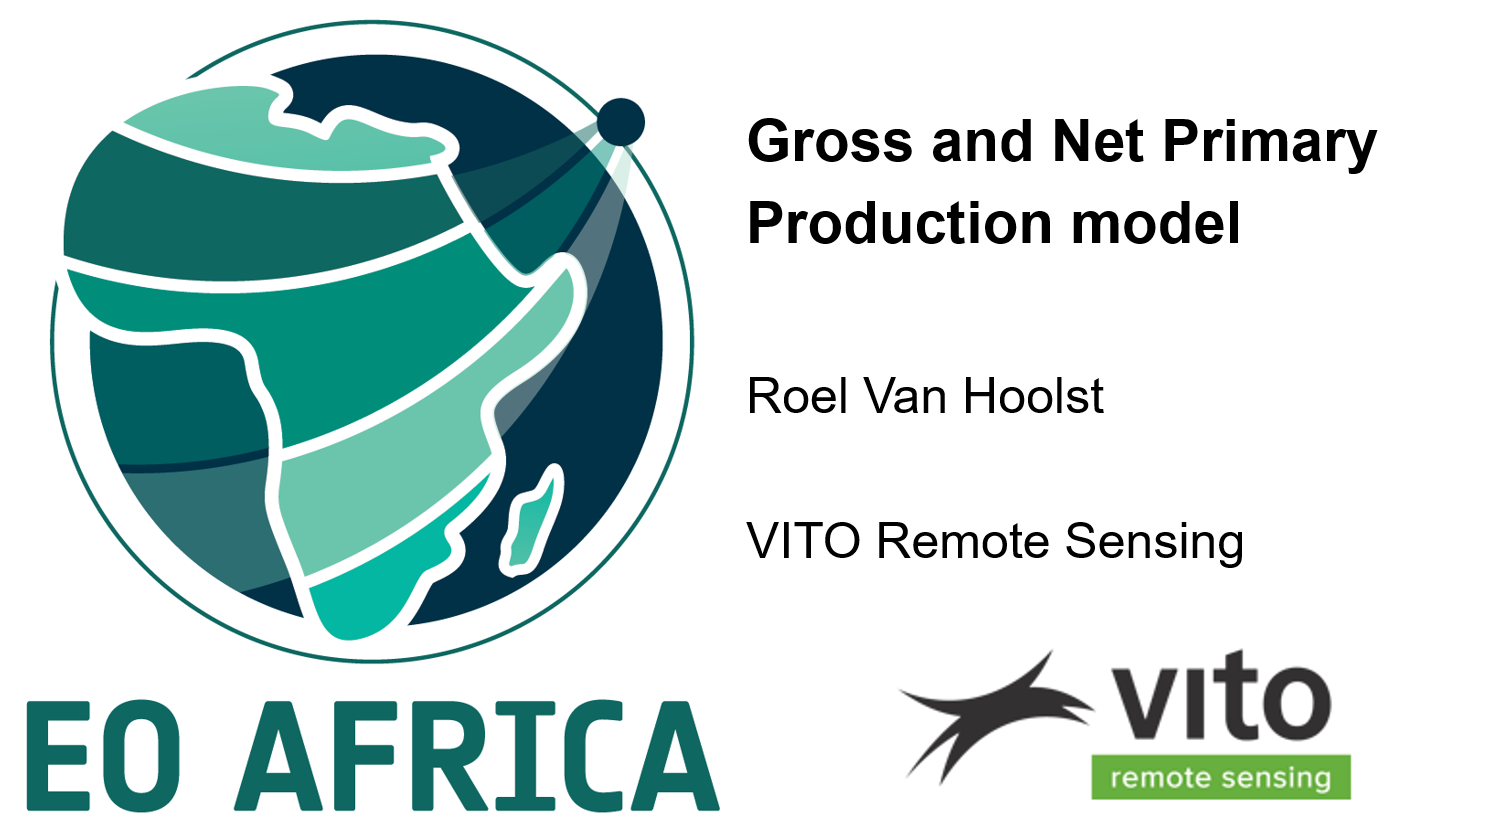 Gross and Net Primary
Production model
Roel Van Hoolst
VITO Remote Sensing
EO AFRICA
vito
remote sensing